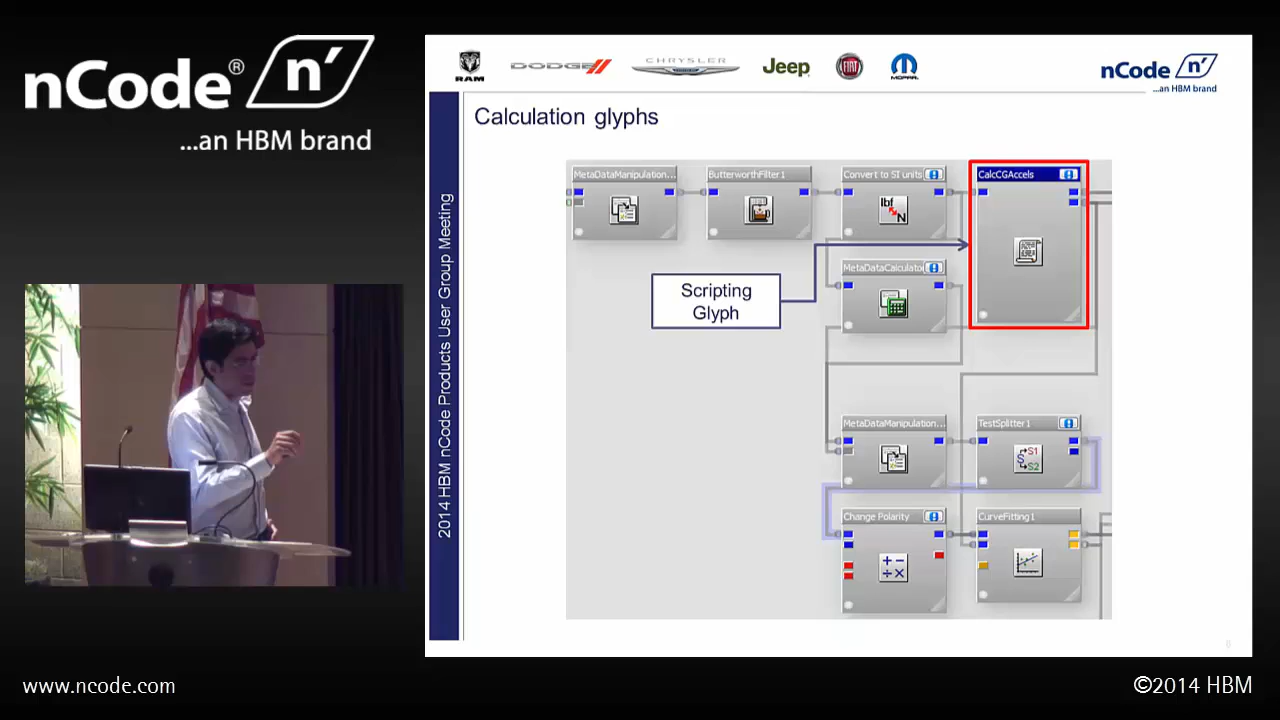 nCode® n'
...an HBM brand
RAM
DODGE
CHRYSLER
Jeep
FIAT
MOPAR
nCode n'
...an HBM brand
2014 HBM nCode Products User Group Meeting
Calculation glyphs
MetaDataManipulation...
ButterworthFilter1
Convert to SI units
CalcCGAccels
lbf
N
MetaDataCalculator
Scripting
Glyph
MetaDataManipulation...
TestSplitter1
S
S1
S2
Change Polarity
CurveFitting1
+ −
÷ ×
www.ncode.com
©2014 HBM